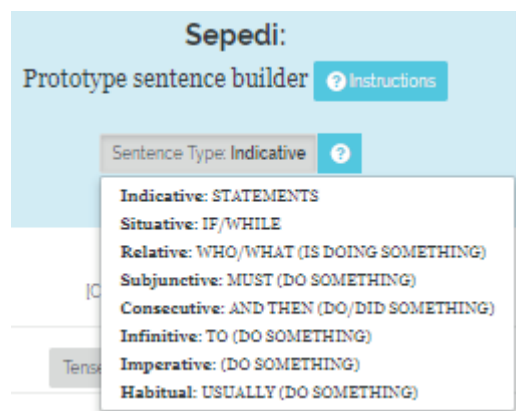 Sepedi:
Prototype sentence builder ? Instructions
Sentence Type: Indicative ?
Indicative: STATEMENTS
Situative: IF/WHILE
Relative: WHO/WHAT (IS DOING SOMETHING)
Subjunctive: MUST (DO SOMETHING)
[O
Consecutive: AND THEN (DO/DID SOMETHING)
Infinitive: TO (DO SOMETHING)
Tense
Imperative: (DO SOMETHING)
Habitual: USUALLY (DO SOMETHING)